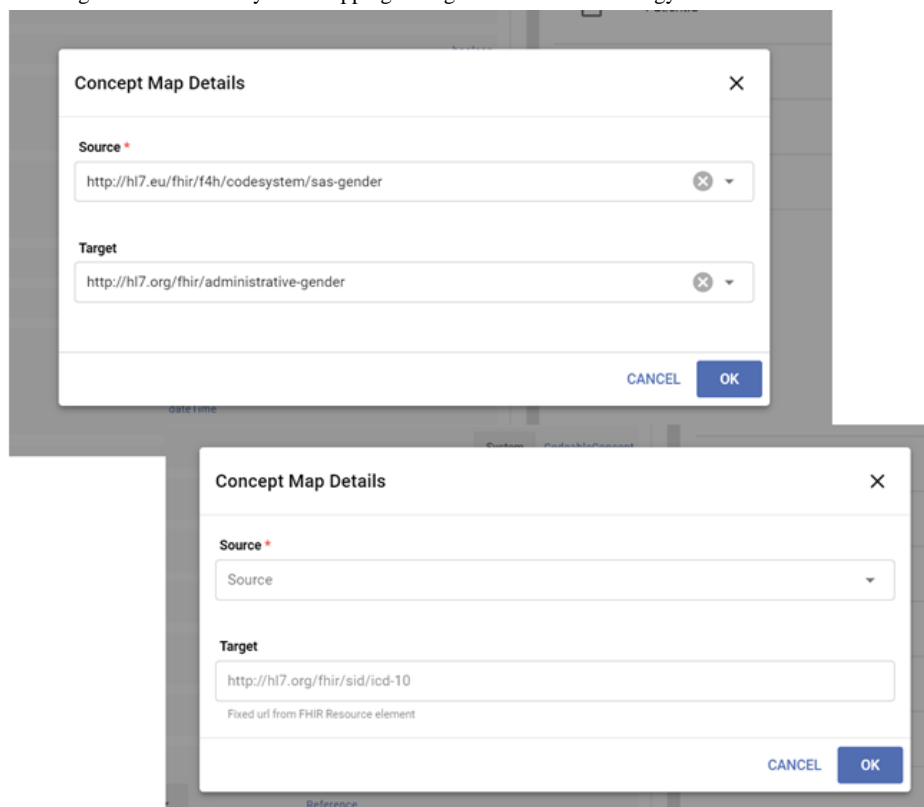 Concept Map Details
Source *
http://hl7.eu/fhir/f4h/codesystem/sas-gender
Target
http://hl7.org/fhir/administrative-gender
CANCEL OK
dateTime
System CodeableConcept
Concept Map Details
Source *
Source
Target
http://hl7.org/fhir/sid/icd-10
Fixed url from FHIR Resource element
CANCEL OK
Reference